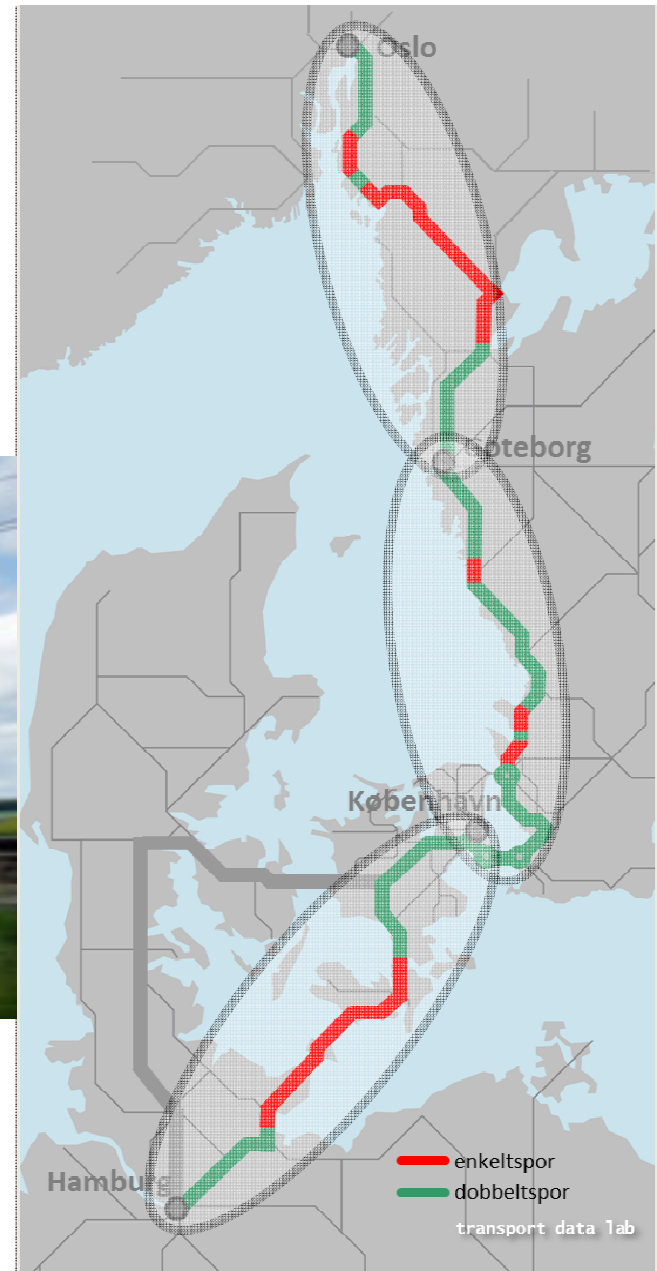 Oslo
Göteborg
København
Hamburg
enkeltspor
dobbeltspor
transport data lab